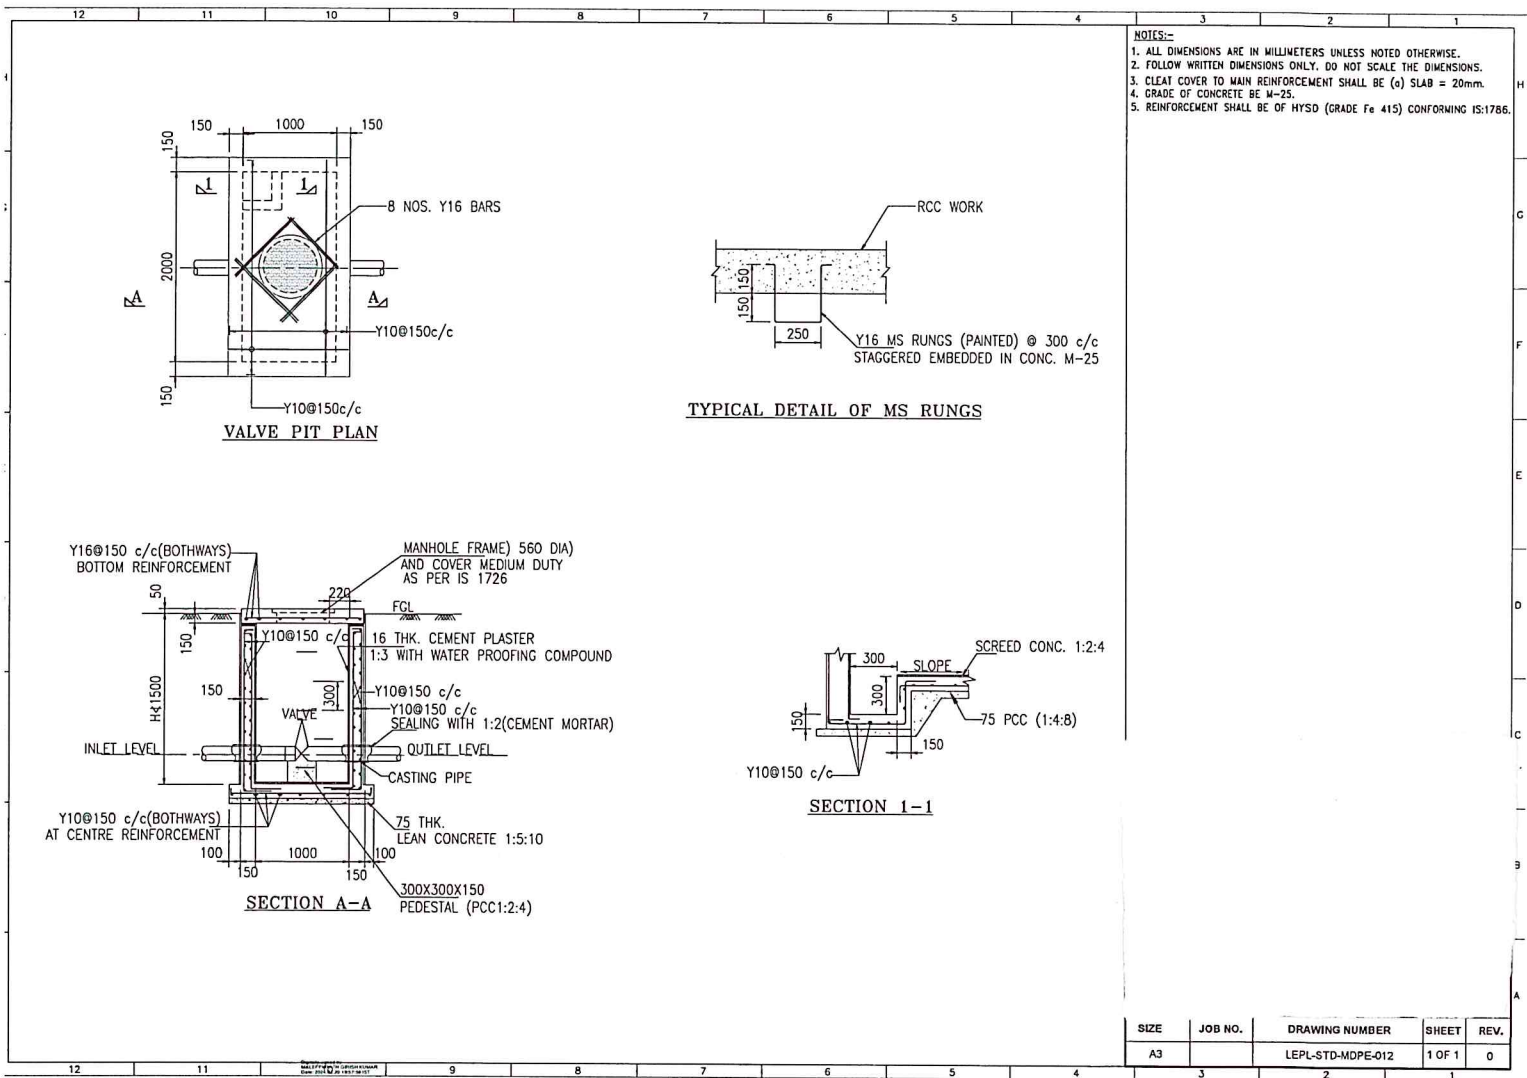 12 11 10 9 8 7 6 5 4 3 2 1
H
G
F
E
D
C
B
A
NOTES:-
1. ALL DIMENSIONS ARE IN MILLIMETERS UNLESS NOTED OTHERWISE.
2. FOLLOW WRITTEN DIMENSIONS ONLY. DO NOT SCALE THE DIMENSIONS.
3. CLEAT COVER TO MAIN REINFORCEMENT SHALL BE (a) SLAB = 20mm.
4. GRADE OF CONCRETE BE M-25.
5. REINFORCEMENT SHALL BE OF HYSD (GRADE Fe 415) CONFORMING IS:1786.
150 1000 150
150
1 1
8 NOS. Y16 BARS
2000
A A
Y10@150c/c
150
Y10@150c/c
VALVE PIT PLAN
RCC WORK
150
150
250
Y16 MS RUNGS (PAINTED) @ 300 c/c
STAGGERED EMBEDDED IN CONC. M-25
TYPICAL DETAIL OF MS RUNGS
Y16@150 c/c(BOTHWAYS)
BOTTOM REINFORCEMENT
MANHOLE FRAME) 560 DIA)
AND COVER MEDIUM DUTY
AS PER IS 1726
50
220
FGL
150
Y10@150 c/c
16 THK. CEMENT PLASTER
1:3 WITH WATER PROOFING COMPOUND
150
300
Y10@150 c/c
Y10@150 c/c
H≮1500
VALVE
SEALING WITH 1:2(CEMENT MORTAR)
INLET LEVEL
OUTLET LEVEL
CASTING PIPE
Y10@150 c/c(BOTHWAYS)
AT CENTRE REINFORCEMENT
75 THK.
LEAN CONCRETE 1:5:10
100 1000 100
150 150
300X300X150
PEDESTAL (PCC1:2:4)
SECTION A-A
300
SLOPE
SCREED CONC. 1:2:4
300
150
75 PCC (1:4:8)
150
Y10@150 c/c
SECTION 1-1
SIZE JOB NO. DRAWING NUMBER SHEET REV.
A3 LEPL-STD-MDPE-012 1 OF 1 0
12 11 9 8 7 6 5 4 3 2 1